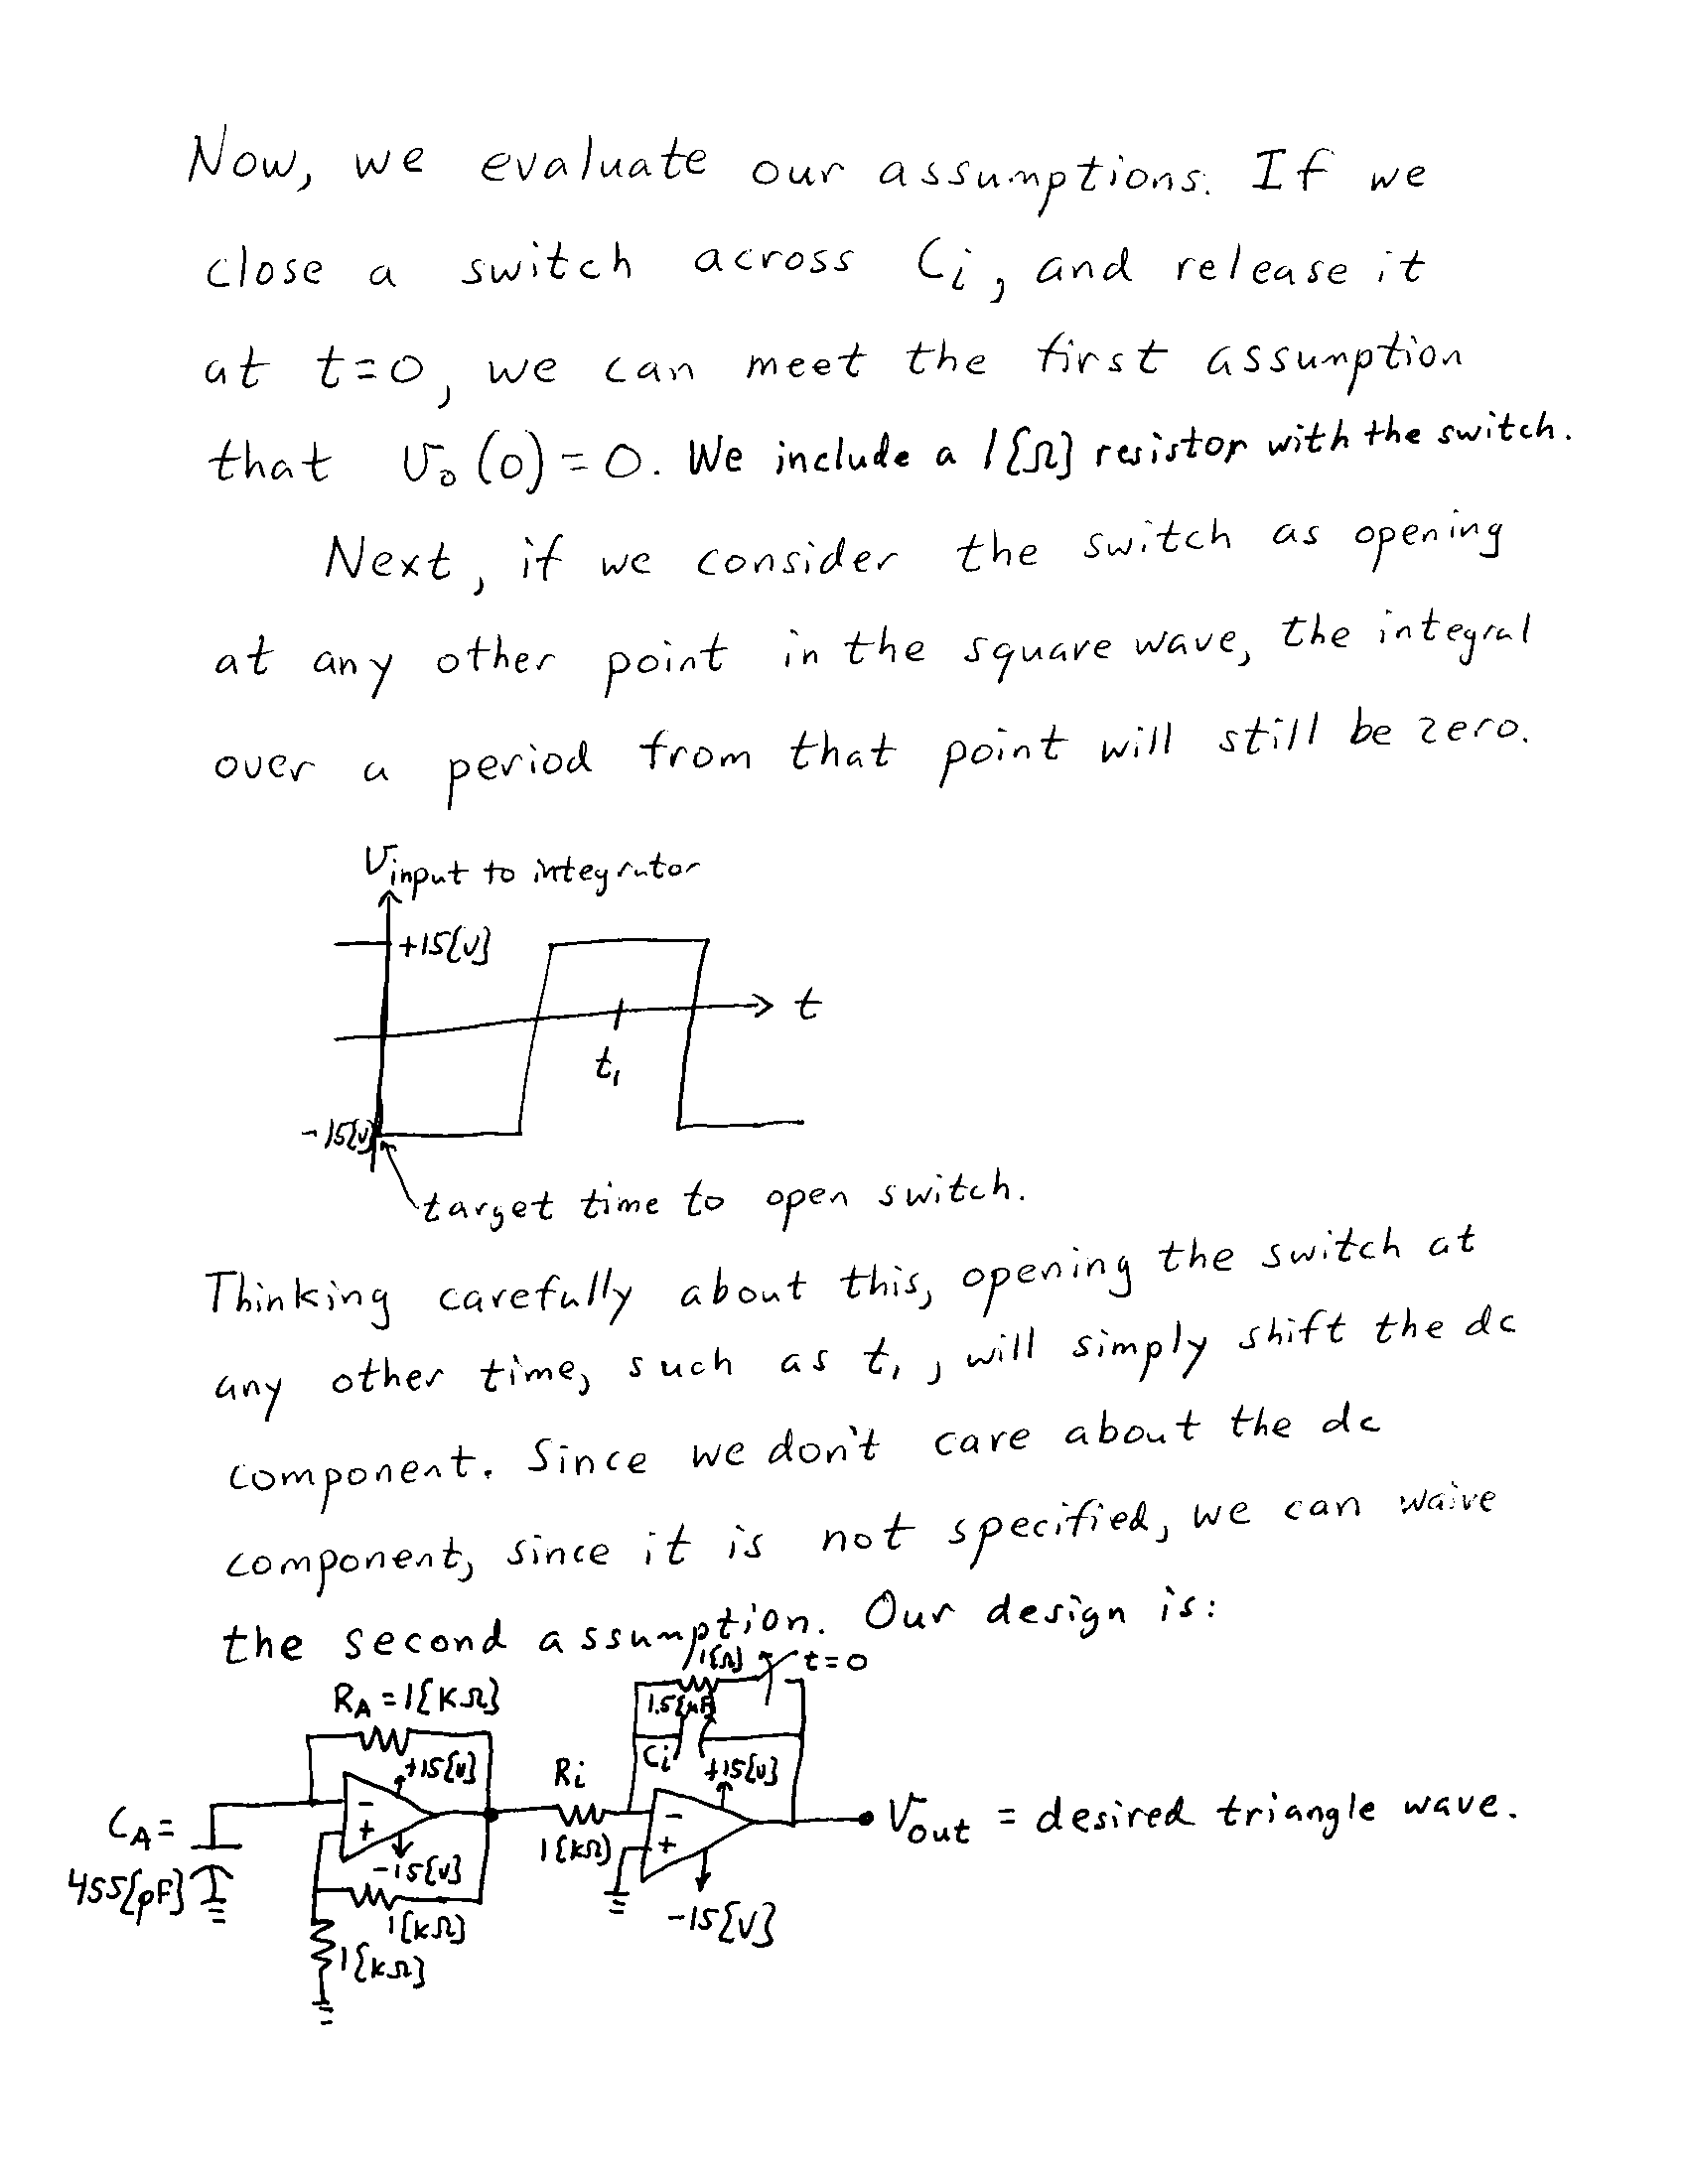 Now, we evaluate our assumptions. If we
close a switch across Ci, and release it
at t=0, we can meet the first assumption
that vo(0)=0. We include a 1{Ω} resistor with the switch.
Next, if we consider the switch as opening
at any other point in the square wave, the integral
over a period from that point will still be zero.
Vinput to integrator
+15{V}
t
t1
-15{V}
target time to open switch.
Thinking carefully about this, opening the switch at
any other time, such as t1, will simply shift the dc
component. Since we don't care about the dc
component, since it is not specified, we can waive
the second assumption. Our design is:
1{Ω} t=0
RA=1{kΩ} 1.5{μF}
+15{V} Ri Ci +15{V}
- -
CA= + 1{kΩ} + Vout = desired triangle wave.
455{pF} -15{V}
1{kΩ} -15{V}
1{kΩ}